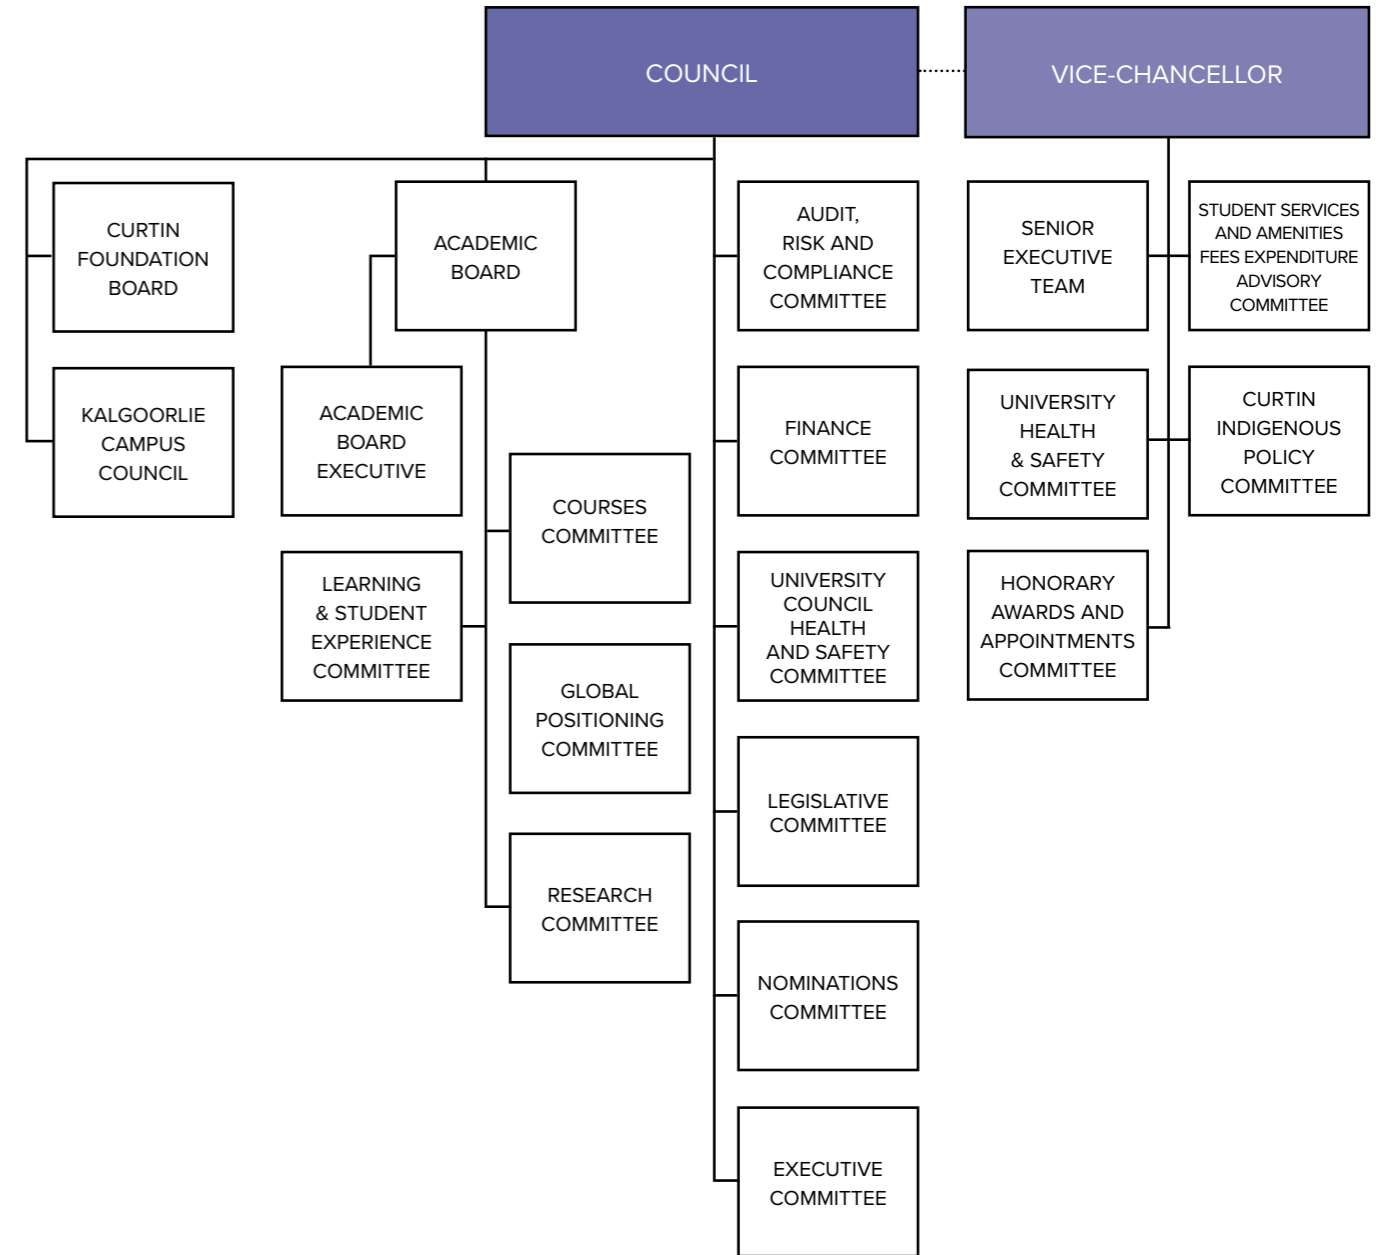 COUNCIL
VICE-CHANCELLOR
CURTIN
FOUNDATION
BOARD
KALGOORLIE
CAMPUS
COUNCIL
ACADEMIC
BOARD
ACADEMIC
BOARD
EXECUTIVE
LEARNING
& STUDENT
EXPERIENCE
COMMITTEE
COURSES
COMMITTEE
GLOBAL
POSITIONING
COMMITTEE
RESEARCH
COMMITTEE
AUDIT,
RISK AND
COMPLIANCE
COMMITTEE
FINANCE
COMMITTEE
UNIVERSITY
COUNCIL
HEALTH
AND SAFETY
COMMITTEE
LEGISLATIVE
COMMITTEE
NOMINATIONS
COMMITTEE
EXECUTIVE
COMMITTEE
SENIOR
EXECUTIVE
TEAM
STUDENT SERVICES
AND AMENITIES
FEES EXPENDITURE
ADVISORY
COMMITTEE
UNIVERSITY
HEALTH
& SAFETY
COMMITTEE
CURTIN
INDIGENOUS
POLICY
COMMITTEE
HONORARY
AWARDS AND
APPOINTMENTS
COMMITTEE